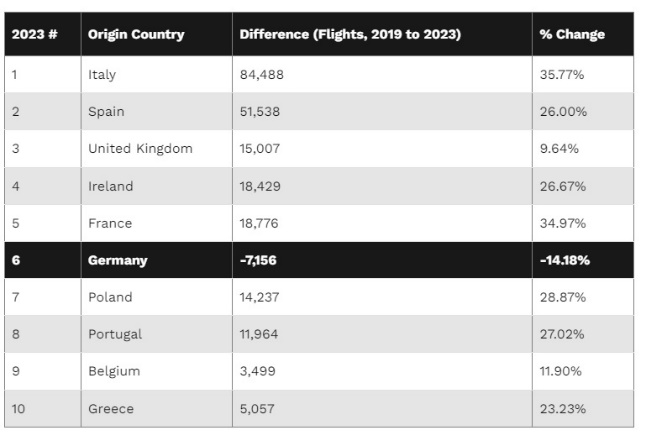 2023 # Origin Country Difference (Flights, 2019 to 2023) % Change
1 Italy 84,488 35.77%
2 Spain 51,538 26.00%
3 United Kingdom 15,007 9.64%
4 Ireland 18,429 26.67%
5 France 18,776 34.97%
6 Germany -7,156 -14.18%
7 Poland 14,237 28.87%
8 Portugal 11,964 27.02%
9 Belgium 3,499 11.90%
10 Greece 5,057 23.23%